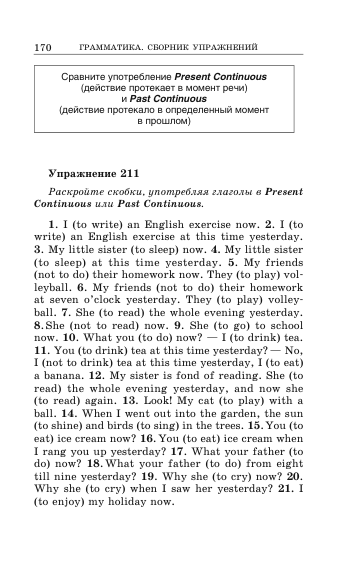 170 ГРАММАТИКА. СБОРНИК УПРАЖНЕНИЙ
Сравните употребление Present Continuous
(действие протекает в момент речи)
и Past Continuous
(действие протекало в определенный момент
в прошлом)
Упражнение 211
Раскройте скобки, употребляя глаголы в Present
Continuous или Past Continuous.
1. I (to write) an English exercise now. 2. I (to
write) an English exercise at this time yesterday.
3. My little sister (to sleep) now. 4. My little sister
(to sleep) at this time yesterday. 5. My friends
(not to do) their homework now. They (to play) vol-
leyball. 6. My friends (not to do) their homework
at seven o’clock yesterday. They (to play) volley-
ball. 7. She (to read) the whole evening yesterday.
8.She (not to read) now. 9. She (to go) to school
now. 10. What you (to do) now? — I (to drink) tea.
11. You (to drink) tea at this time yesterday? — No,
I (not to drink) tea at this time yesterday, I (to eat)
a banana. 12. My sister is fond of reading. She (to
read) the whole evening yesterday, and now she
(to read) again. 13. Look! My cat (to play) with a
ball. 14. When I went out into the garden, the sun
(to shine) and birds (to sing) in the trees. 15. You (to
eat) ice cream now? 16. You (to eat) ice cream when
I rang you up yesterday? 17. What your father (to
do) now? 18. What your father (to do) from eight
till nine yesterday? 19. Why she (to cry) now? 20.
Why she (to cry) when I saw her yesterday? 21. I
(to enjoy) my holiday now.